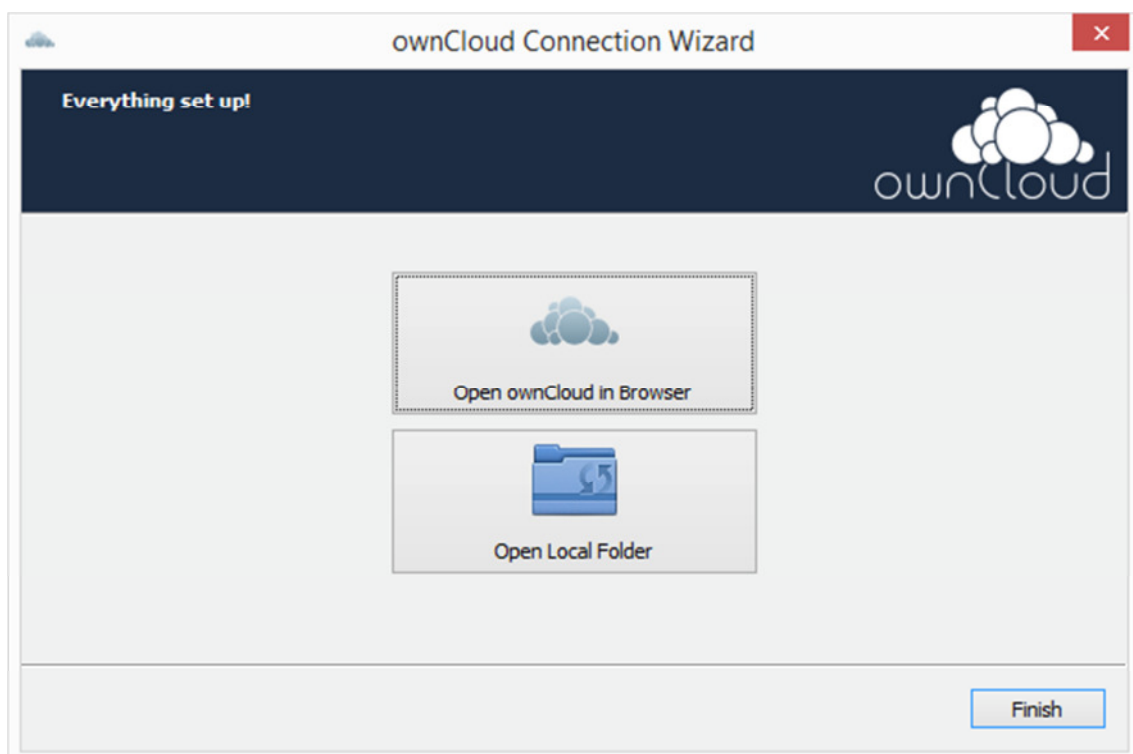 ownCloud Connection Wizard
Everything set up!
ownCloud
Open ownCloud in Browser
Open Local Folder
Finish